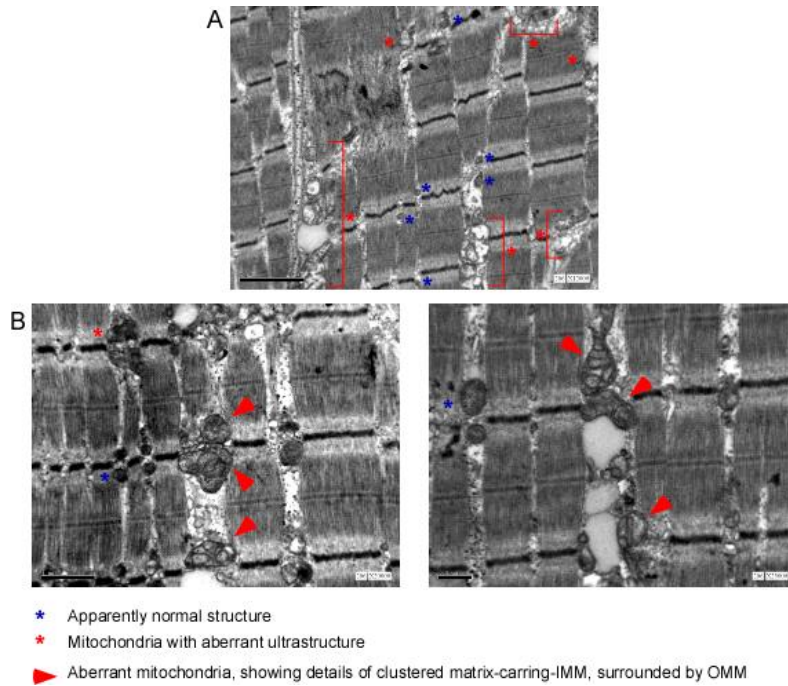 A
B
* Apparently normal structure
* Mitochondria with aberrant ultrastructure
Aberrant mitochondria, showing details of clustered matrix-carring-IMM, surrounded by OMM